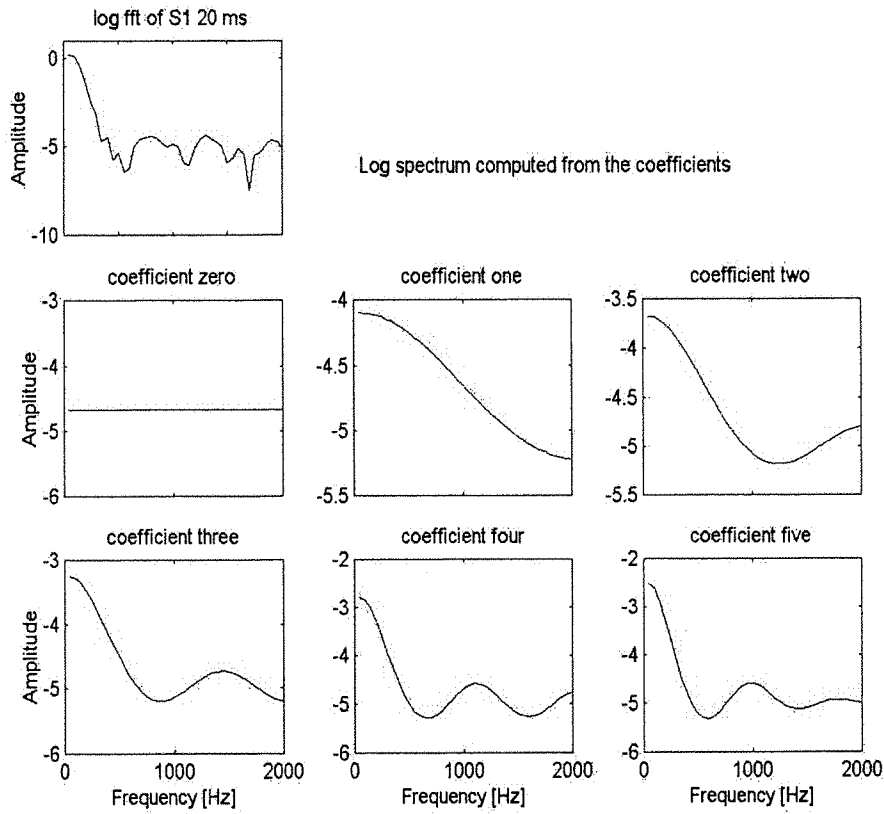 log fft of S1 20 ms
0
-5
-10
Amplitude
Log spectrum computed from the coefficients
coefficient zero
-3
-4
-5
-6
Amplitude
coefficient one
-4
-4.5
-5
-5.5
coefficient two
-3.5
-4
-4.5
-5
-5.5
coefficient three
-3
-4
-5
-6
Amplitude
0 1000 2000
Frequency [Hz]
coefficient four
-2
-3
-4
-5
-6
0 1000 2000
Frequency [Hz]
coefficient five
-2
-3
-4
-5
-6
0 1000 2000
Frequency [Hz]